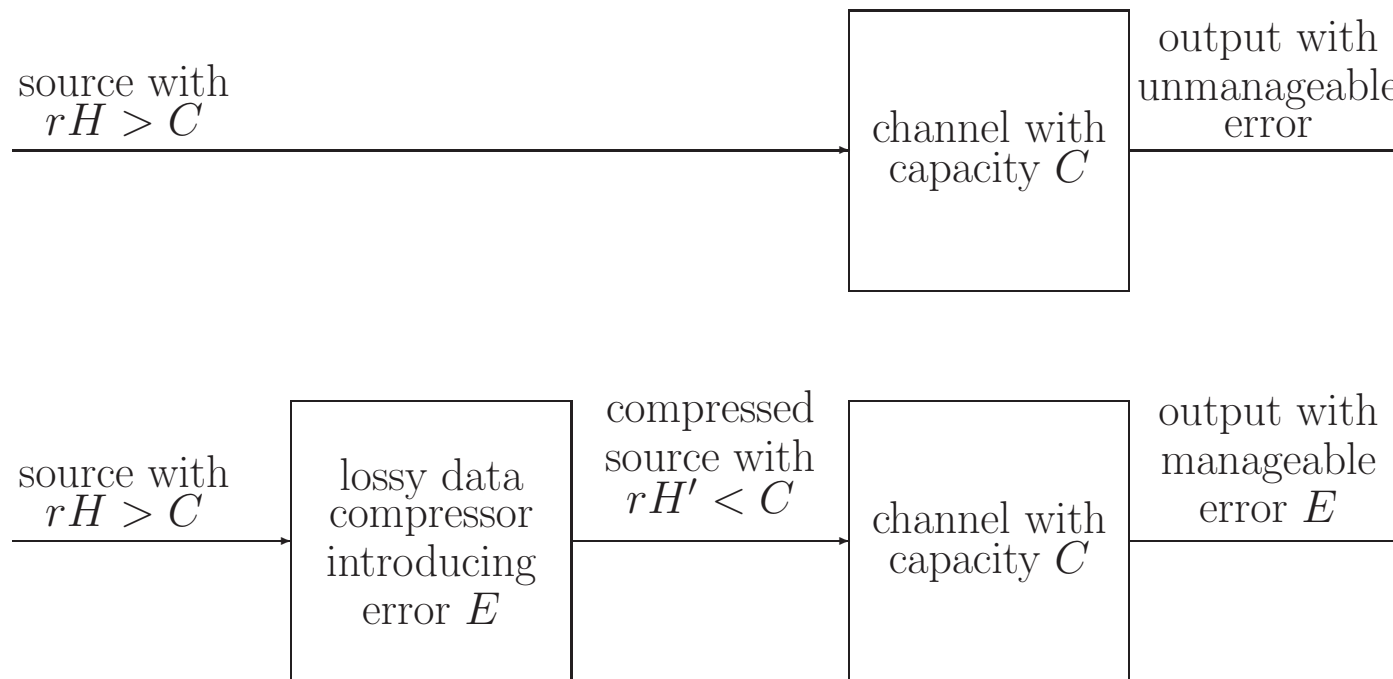 source with
rH > C
channel with
capacity C
output with
unmanageable
error
source with
rH > C
lossy data
compressor
introducing
error E
compressed
source with
rH′ < C
channel with
capacity C
output with
manageable
error E